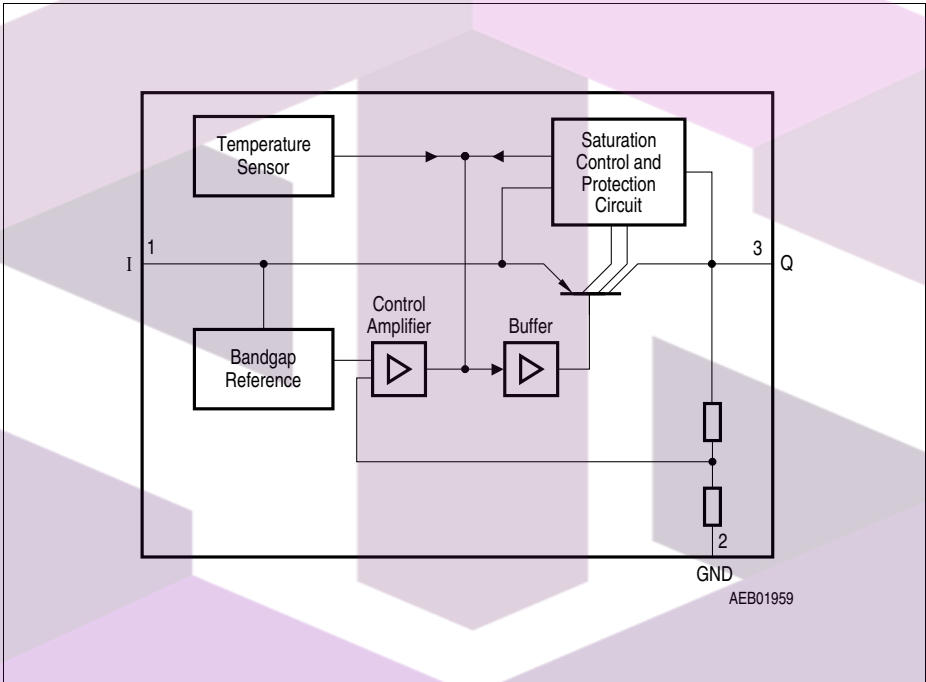 Temperature
Sensor
Saturation
Control and
Protection
Circuit
1
I
3
Q
Control
Amplifier
Buffer
Bandgap
Reference
2
GND
AEB01959